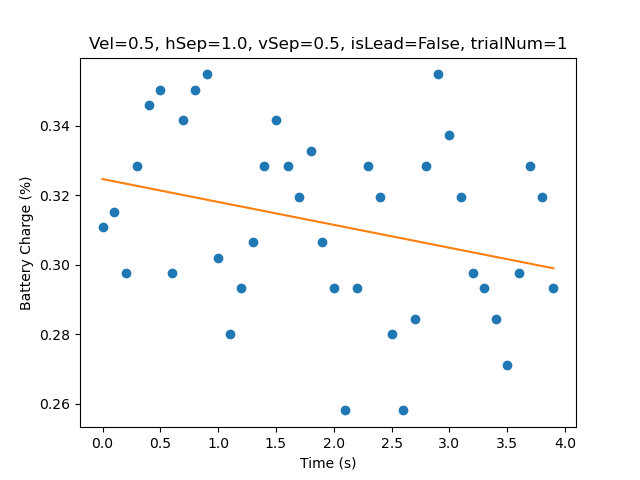 Vel=0.5, hSep=1.0, vSep=0.5, isLead=False, trialNum=1
Battery Charge (%)
0.34
0.32
0.30
0.28
0.26
0.0 0.5 1.0 1.5 2.0 2.5 3.0 3.5 4.0
Time (s)